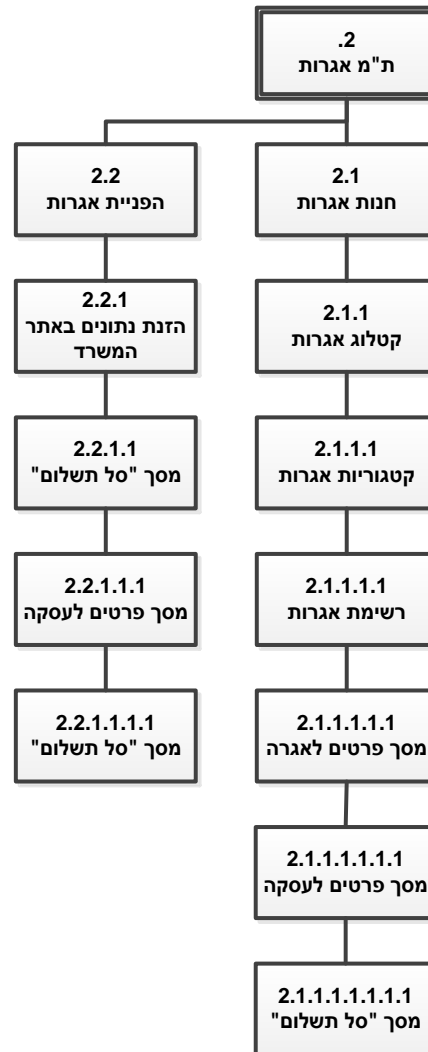 .2
ת"מ אגרות
2.1
חנות אגרות
2.1.1
קטלוג אגרות
2.1.1.1
קטגוריות אגרות
2.1.1.1.1
רשימת אגרות
2.1.1.1.1.1
מסך פרטים לאגרה
2.1.1.1.1.1.1
מסך פרטים לעסקה
2.1.1.1.1.1.1.1
מסך "סל תשלום"
2.2
הפניית אגרות
2.2.1
הזנת נתונים באתר
המשרד
2.2.1.1
מסך "סל תשלום"
2.2.1.1.1
מסך פרטים לעסקה
2.2.1.1.1.1
מסך "סל תשלום"